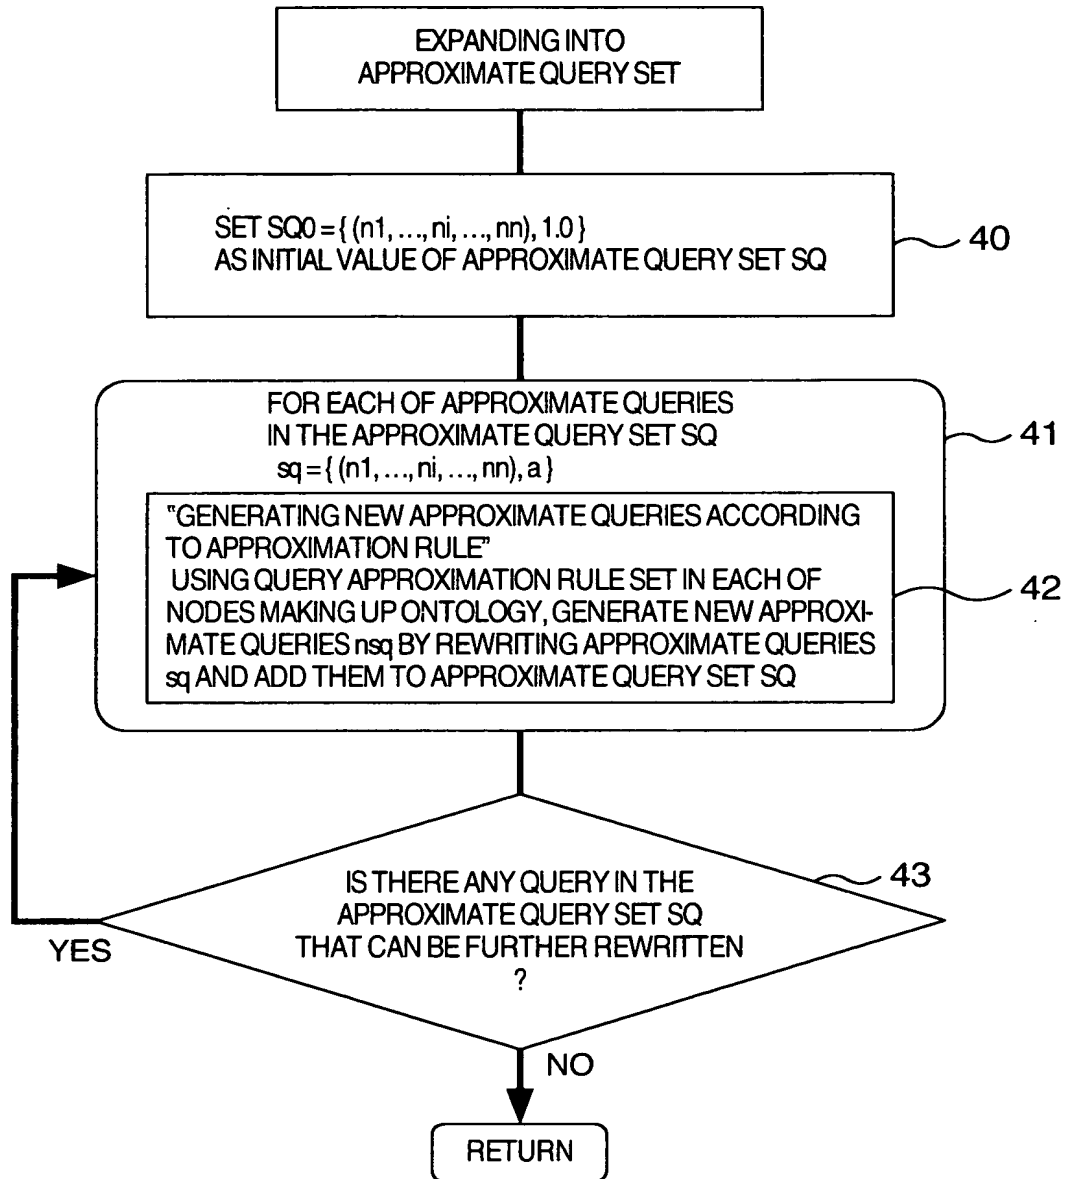 EXPANDING INTO
APPROXIMATE QUERY SET
SET SQ0 = { (n1, ..., ni, ..., nn), 1.0 }
AS INITIAL VALUE OF APPROXIMATE QUERY SET SQ
40
FOR EACH OF APPROXIMATE QUERIES
IN THE APPROXIMATE QUERY SET SQ
sq = { (n1, ..., ni, ..., nn), a }
41
"GENERATING NEW APPROXIMATE QUERIES ACCORDING
TO APPROXIMATION RULE"
USING QUERY APPROXIMATION RULE SET IN EACH OF
NODES MAKING UP ONTOLOGY, GENERATE NEW APPROXI-
MATE QUERIES nsq BY REWRITING APPROXIMATE QUERIES
sq AND ADD THEM TO APPROXIMATE QUERY SET SQ
42
IS THERE ANY QUERY IN THE
APPROXIMATE QUERY SET SQ
THAT CAN BE FURTHER REWRITTEN
?
43
YES
NO
RETURN